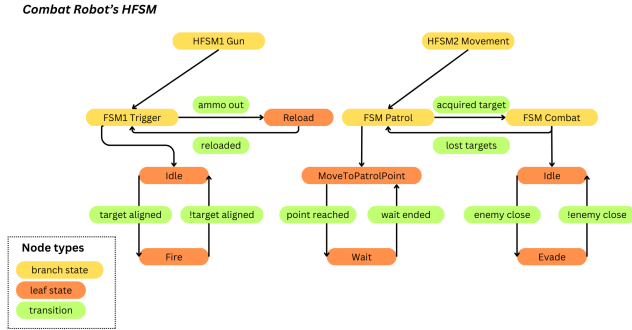 Combat Robot's HFSM
HFSM1 Gun
HFSM2 Movement
ammo out
acquired target
FSM1 Trigger
Reload
FSM Patrol
FSM Combat
reloaded
lost targets
Idle
MoveToPatrolPoint
Idle
target aligned
!target aligned
point reached
wait ended
enemy close
!enemy close
Fire
Wait
Evade
Node types
branch state
leaf state
transition